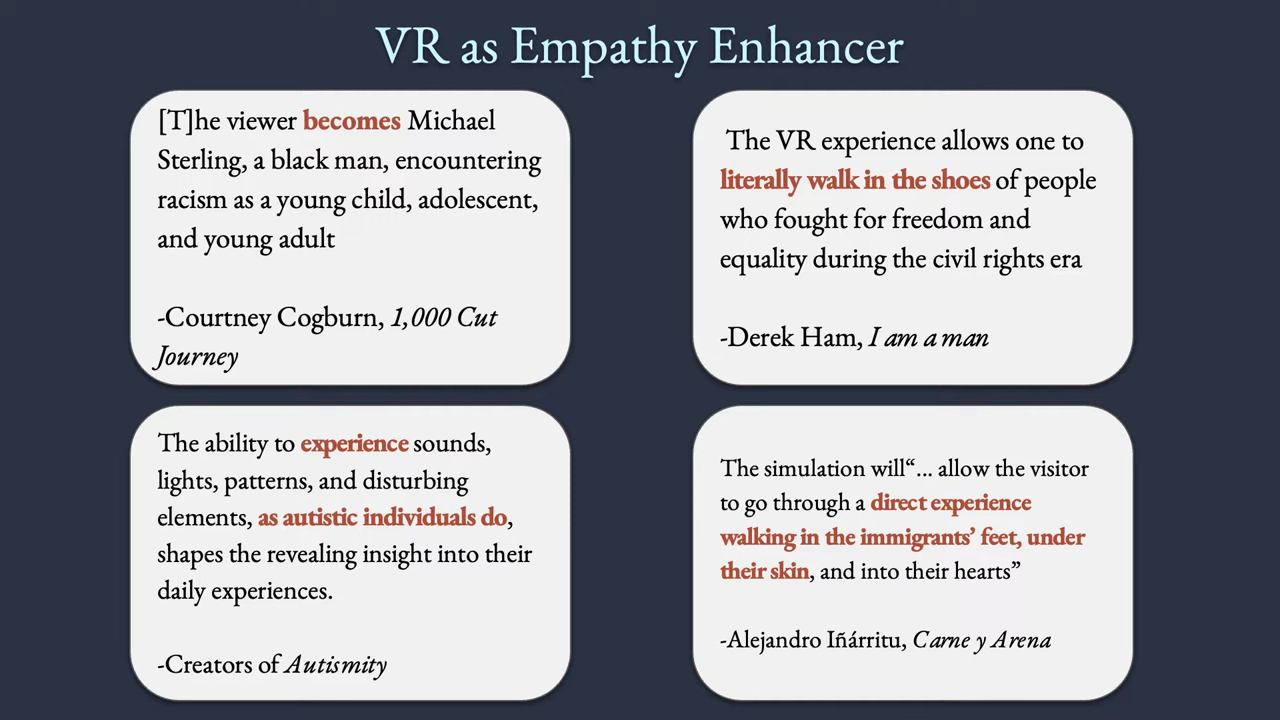 VR as Empathy Enhancer
[T]he viewer becomes Michael
Sterling, a black man, encountering
racism as a young child, adolescent,
and young adult
-Courtney Cogburn, 1,000 Cut
Journey
The VR experience allows one to
literally walk in the shoes of people
who fought for freedom and
equality during the civil rights era
-Derek Ham, I am a man
The ability to experience sounds,
lights, patterns, and disturbing
elements, as autistic individuals do,
shapes the revealing insight into their
daily experiences.
-Creators of Autismity
The simulation will“... allow the visitor
to go through a direct experience
walking in the immigrants’ feet, under
their skin, and into their hearts”
-Alejandro Iñárritu, Carne y Arena